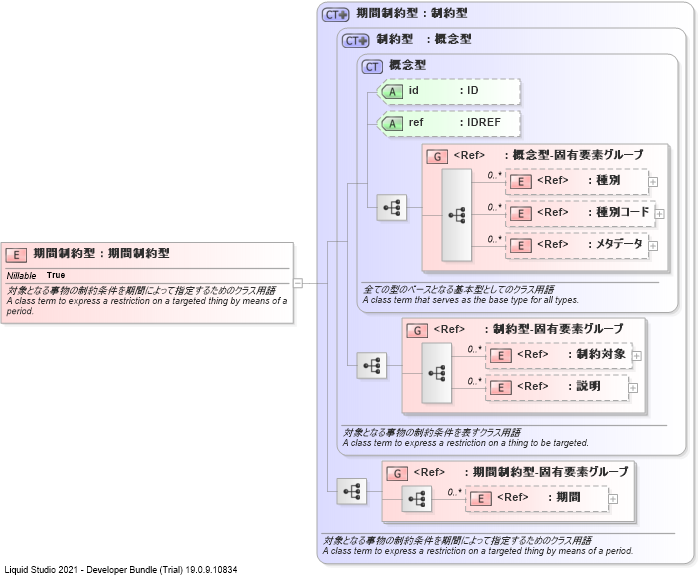 CT 期間制約型 : 制約型
CT 制約型 : 概念型
CT 概念型
A id : ID
A ref : IDREF
G <Ref> : 概念型-固有要素グループ
0..* E <Ref> : 種別
0..* E <Ref> : 種別コード
0..* E <Ref> : メタデータ
全ての型のベースとなる基本型としてのクラス用語
A class term that serves as the base type for all types.
E 期間制約型 : 期間制約型
Nillable True
対象となる事物の制約条件を期間によって指定するためのクラス用語
A class term to express a restriction on a targeted thing by means of a
period.
G <Ref> : 制約型-固有要素グループ
0..* E <Ref> : 制約対象
0..* E <Ref> : 説明
対象となる事物の制約条件を表すクラス用語
A class term to express a restriction on a thing to be targeted.
G <Ref> : 期間制約型-固有要素グループ
0..* E <Ref> : 期間
対象となる事物の制約条件を期間によって指定するためのクラス用語
A class term to express a restriction on a targeted thing by means of a period.
Liquid Studio 2021 - Developer Bundle (Trial) 19.0.9.10834